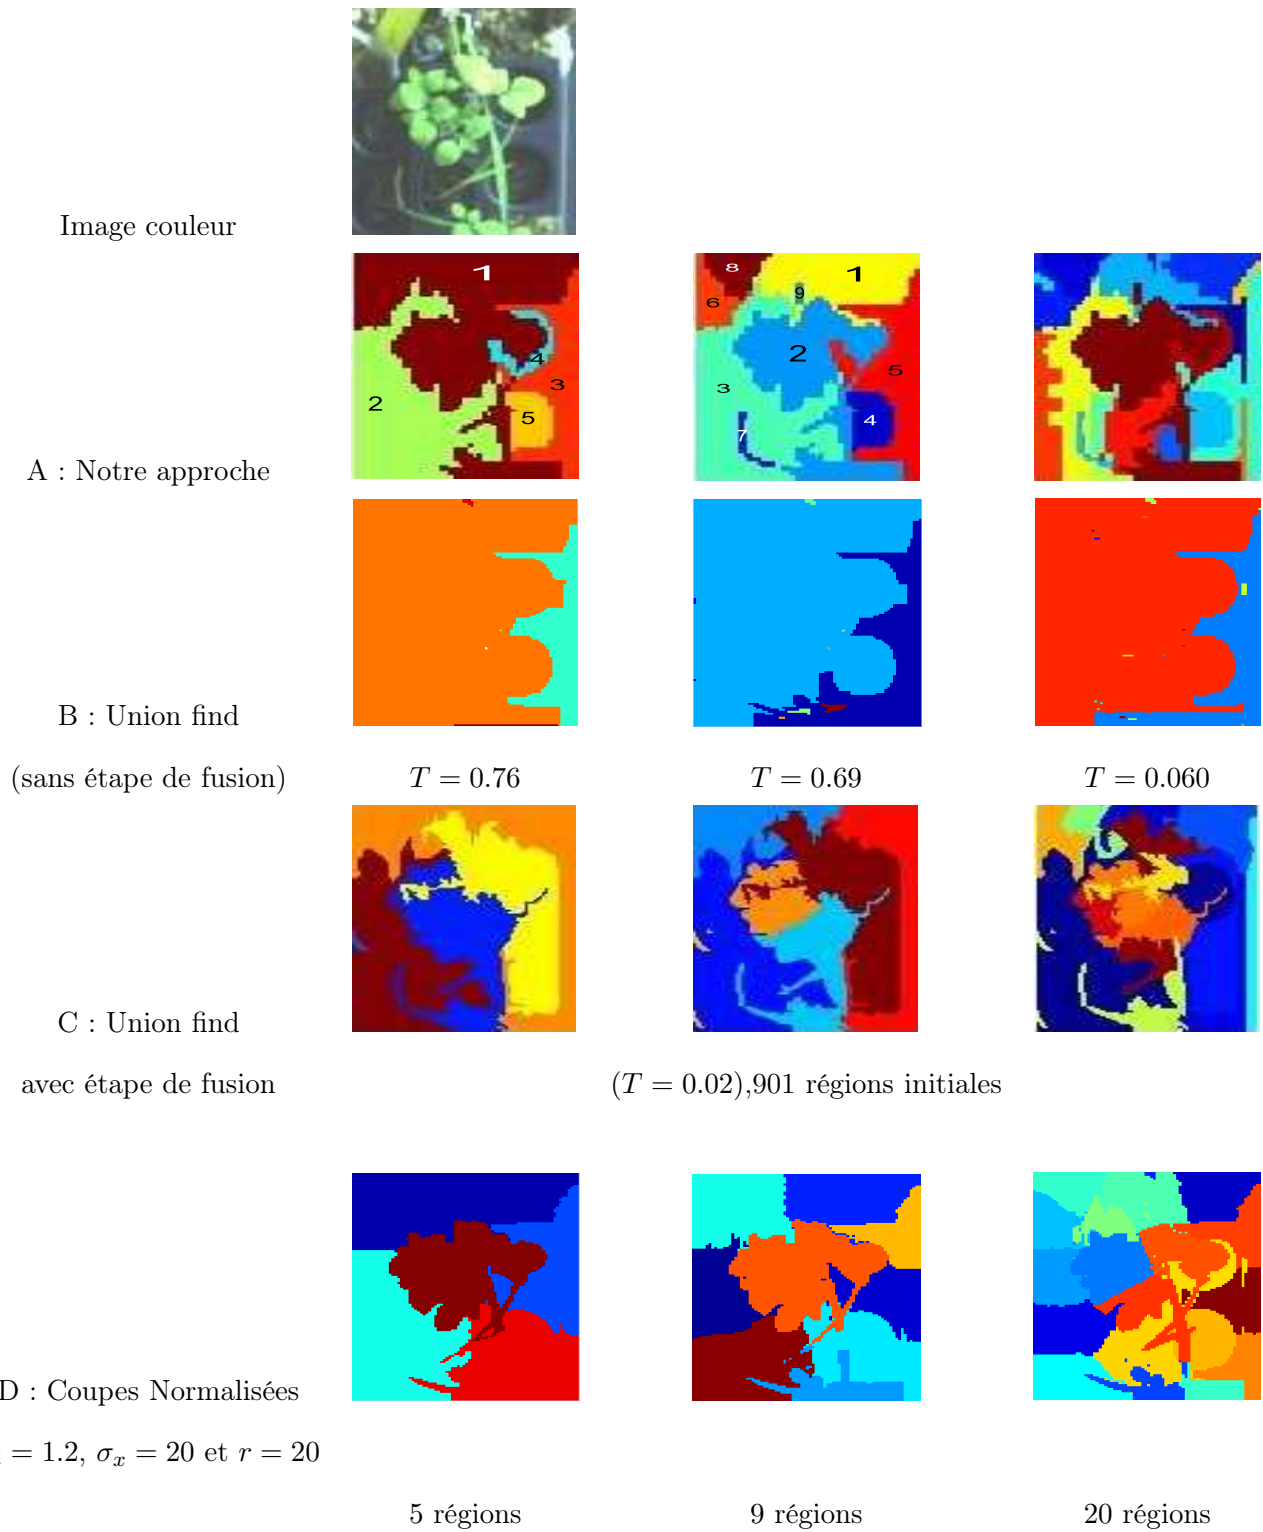 Image couleur
1
2
3
4
5
8
1
6
9
2
3
5
4
7
A : Notre approche
B : Union find
(sans étape de fusion)
T = 0.76
T = 0.69
T = 0.060
C : Union find
avec étape de fusion
(T = 0.02),901 régions initiales
D : Coupes Normalisées
= 1.2, σx = 20 et r = 20
5 régions
9 régions
20 régions